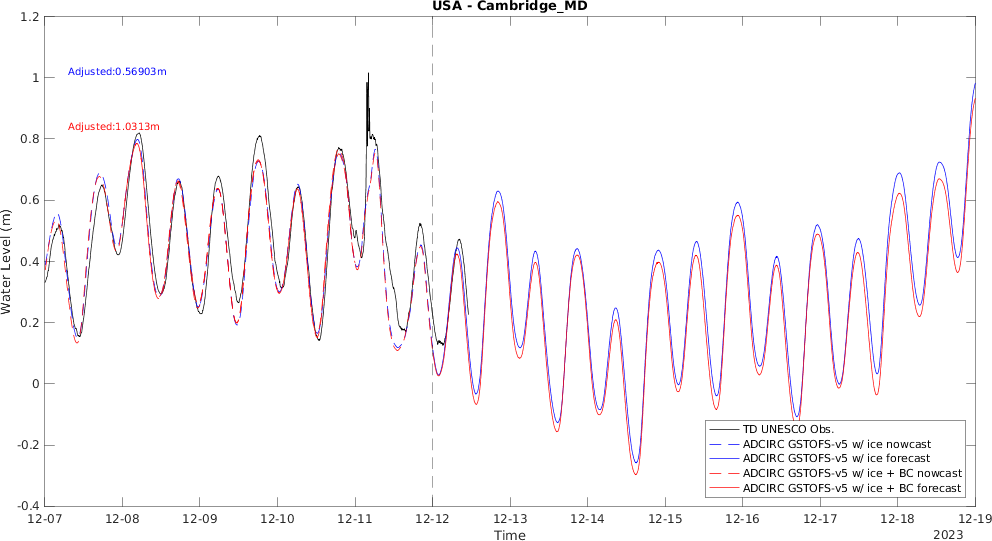 USA - Cambridge_MD
1.2
1
0.8
0.6
0.4
0.2
0
-0.2
-0.4
Water Level (m)
Adjusted:0.56903m
Adjusted:1.0313m
TD UNESCO Obs.
ADCIRC GSTOFS-v5 w/ ice nowcast
ADCIRC GSTOFS-v5 w/ ice forecast
ADCIRC GSTOFS-v5 w/ ice + BC nowcast
ADCIRC GSTOFS-v5 w/ ice + BC forecast
12-07 12-08 12-09 12-10 12-11 12-12 12-13 12-14 12-15 12-16 12-17 12-18 12-19
Time
2023